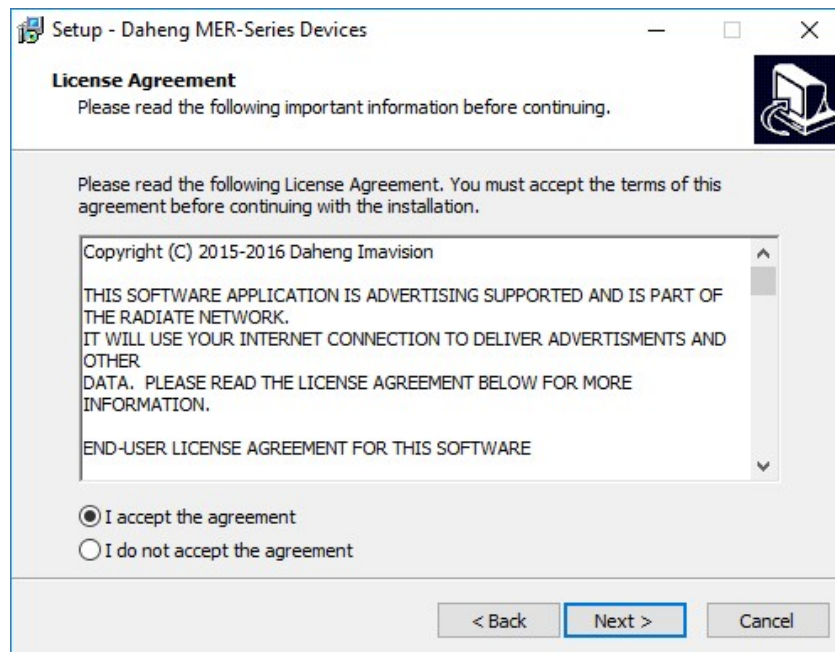 Setup - Daheng MER-Series Devices
License Agreement
Please read the following important information before continuing.
Please read the following License Agreement. You must accept the terms of this
agreement before continuing with the installation.
Copyright (C) 2015-2016 Daheng Imavision
THIS SOFTWARE APPLICATION IS ADVERTISING SUPPORTED AND IS PART OF
THE RADIATE NETWORK.
IT WILL USE YOUR INTERNET CONNECTION TO DELIVER ADVERTISMENTS AND
OTHER
DATA.  PLEASE READ THE LICENSE AGREEMENT BELOW FOR MORE
INFORMATION.
END-USER LICENSE AGREEMENT FOR THIS SOFTWARE
I accept the agreement
I do not accept the agreement
< Back Next > Cancel